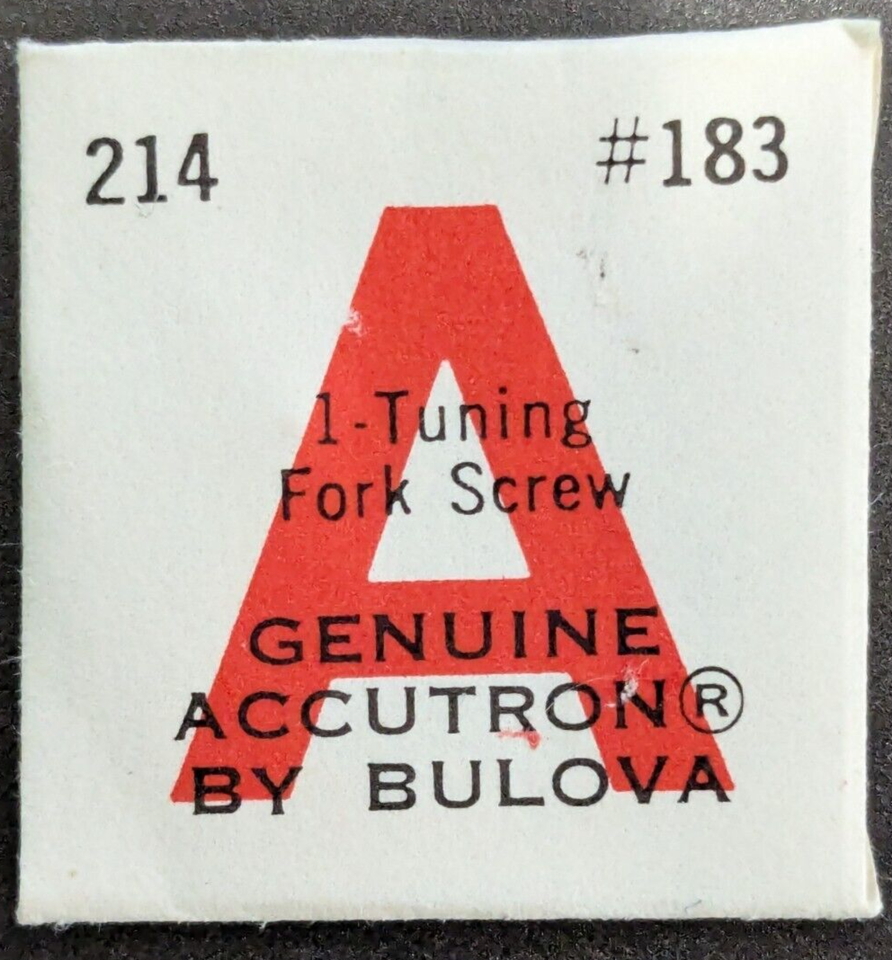 214 #183
1-Tuning
Fork Screw
GENUINE
ACCUTRON®
BY BULOVA